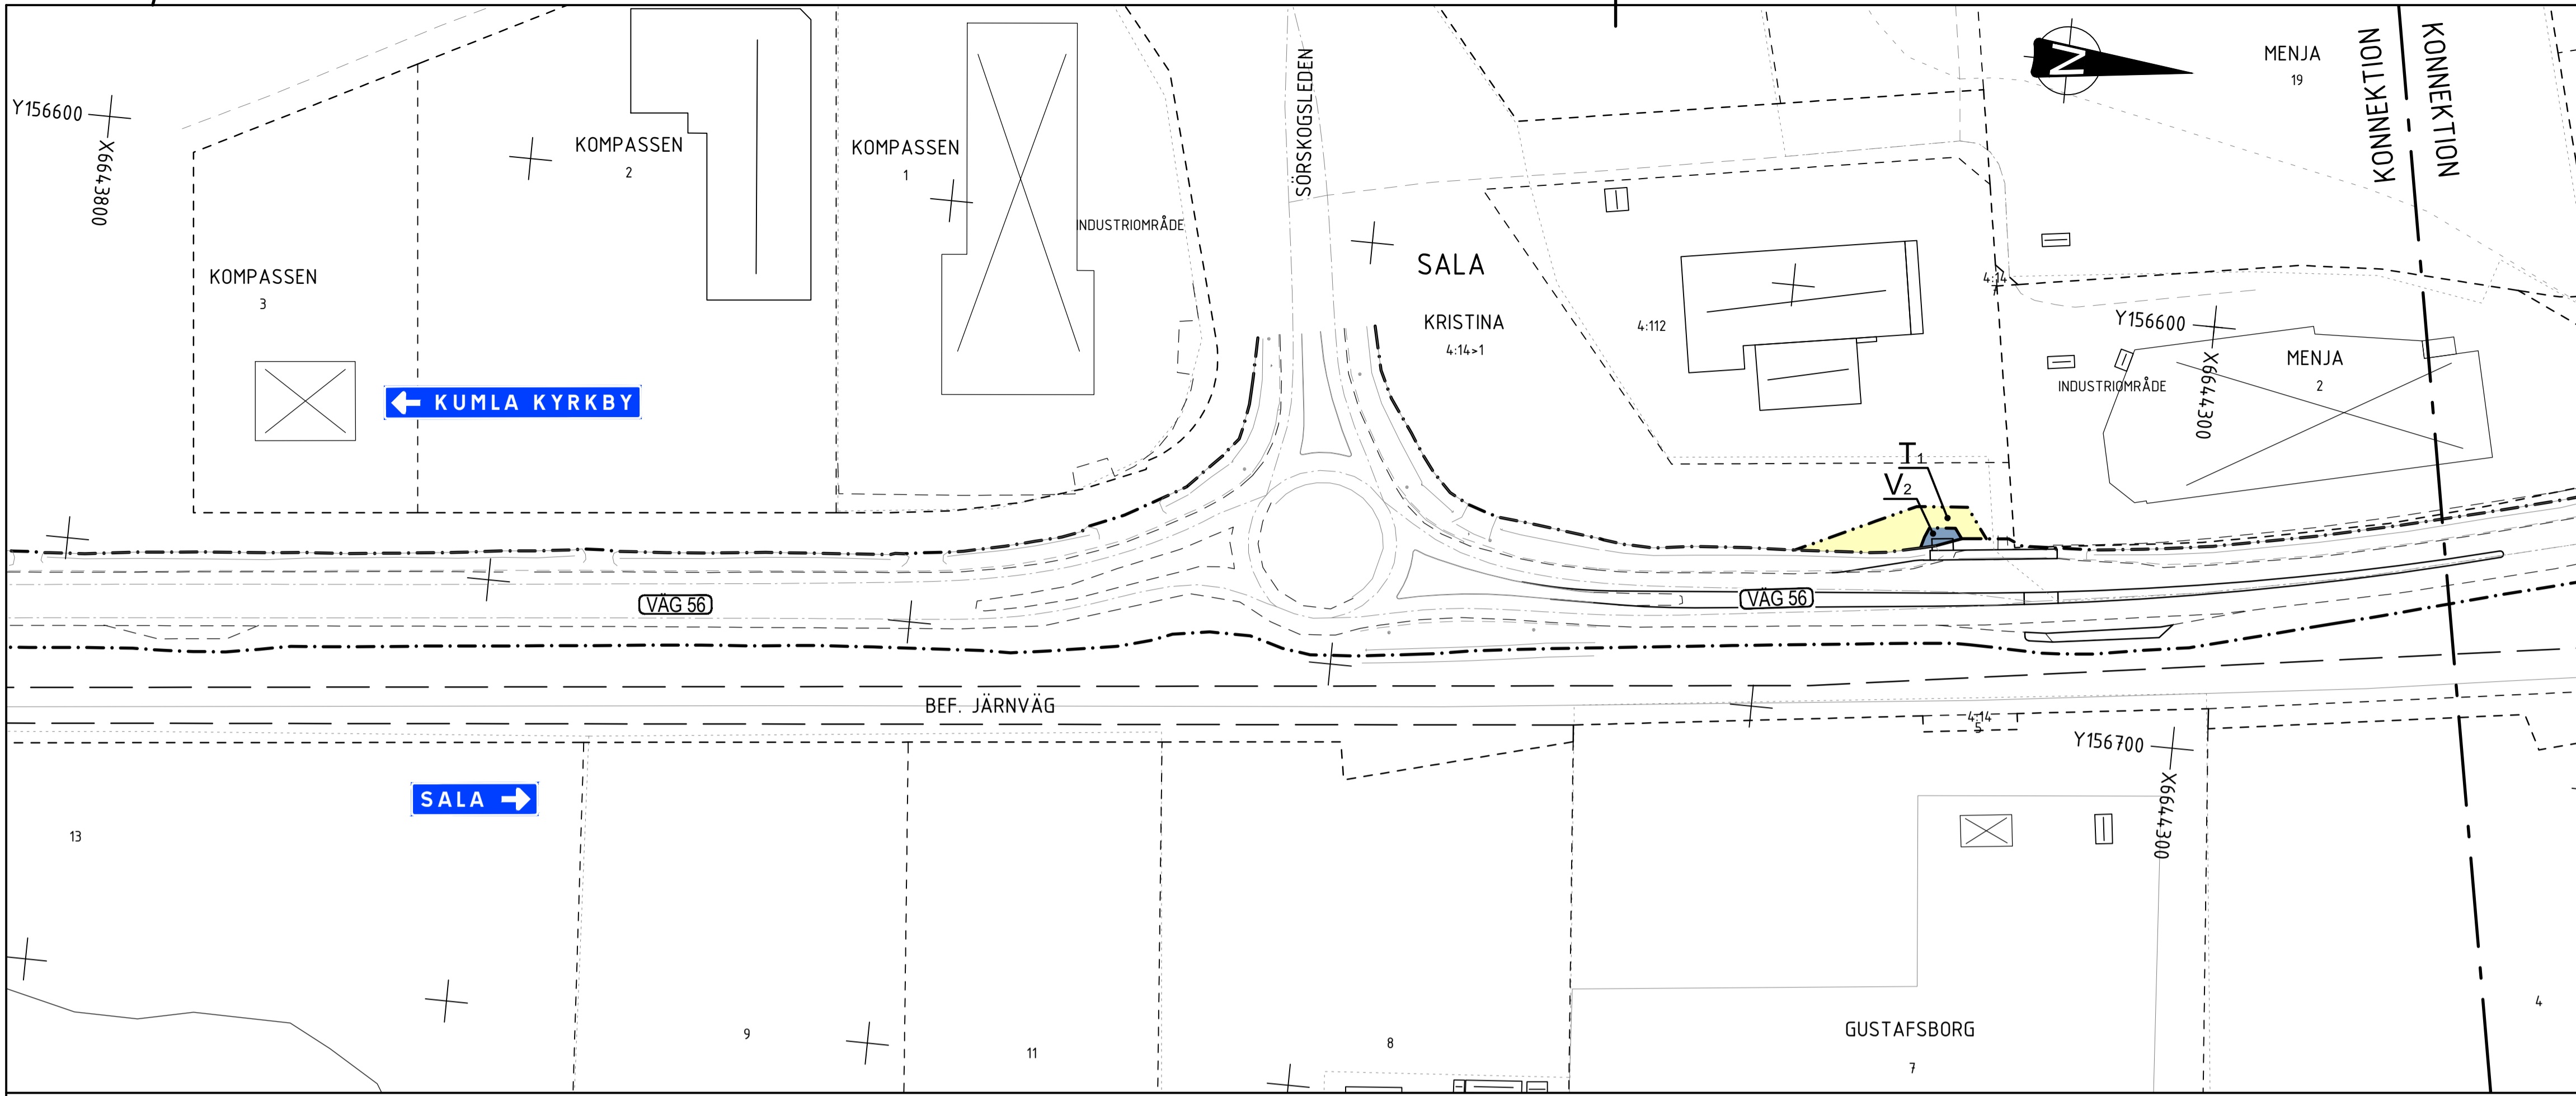 Y156600
X6643800
KOMPASSEN
2
KOMPASSEN
1
INDUSTRIOMRÅDE
SÖRSKOGSLEDEN
N
MENJA
19
KONNEKTION
KONNEKTION
KOMPASSEN
3
SALA
KRISTINA
4:14>1
4:112
4:14
Y156600
X6644300
MENJA
2
INDUSTRIOMRÅDE
← KUMLA KYRKBY
T1
V2
VÄG 56
VÄG 56
BEF. JÄRNVÄG
4:14
5
Y156700
X6644300
SALA →
13
9
11
8
GUSTAFSBORG
7
4